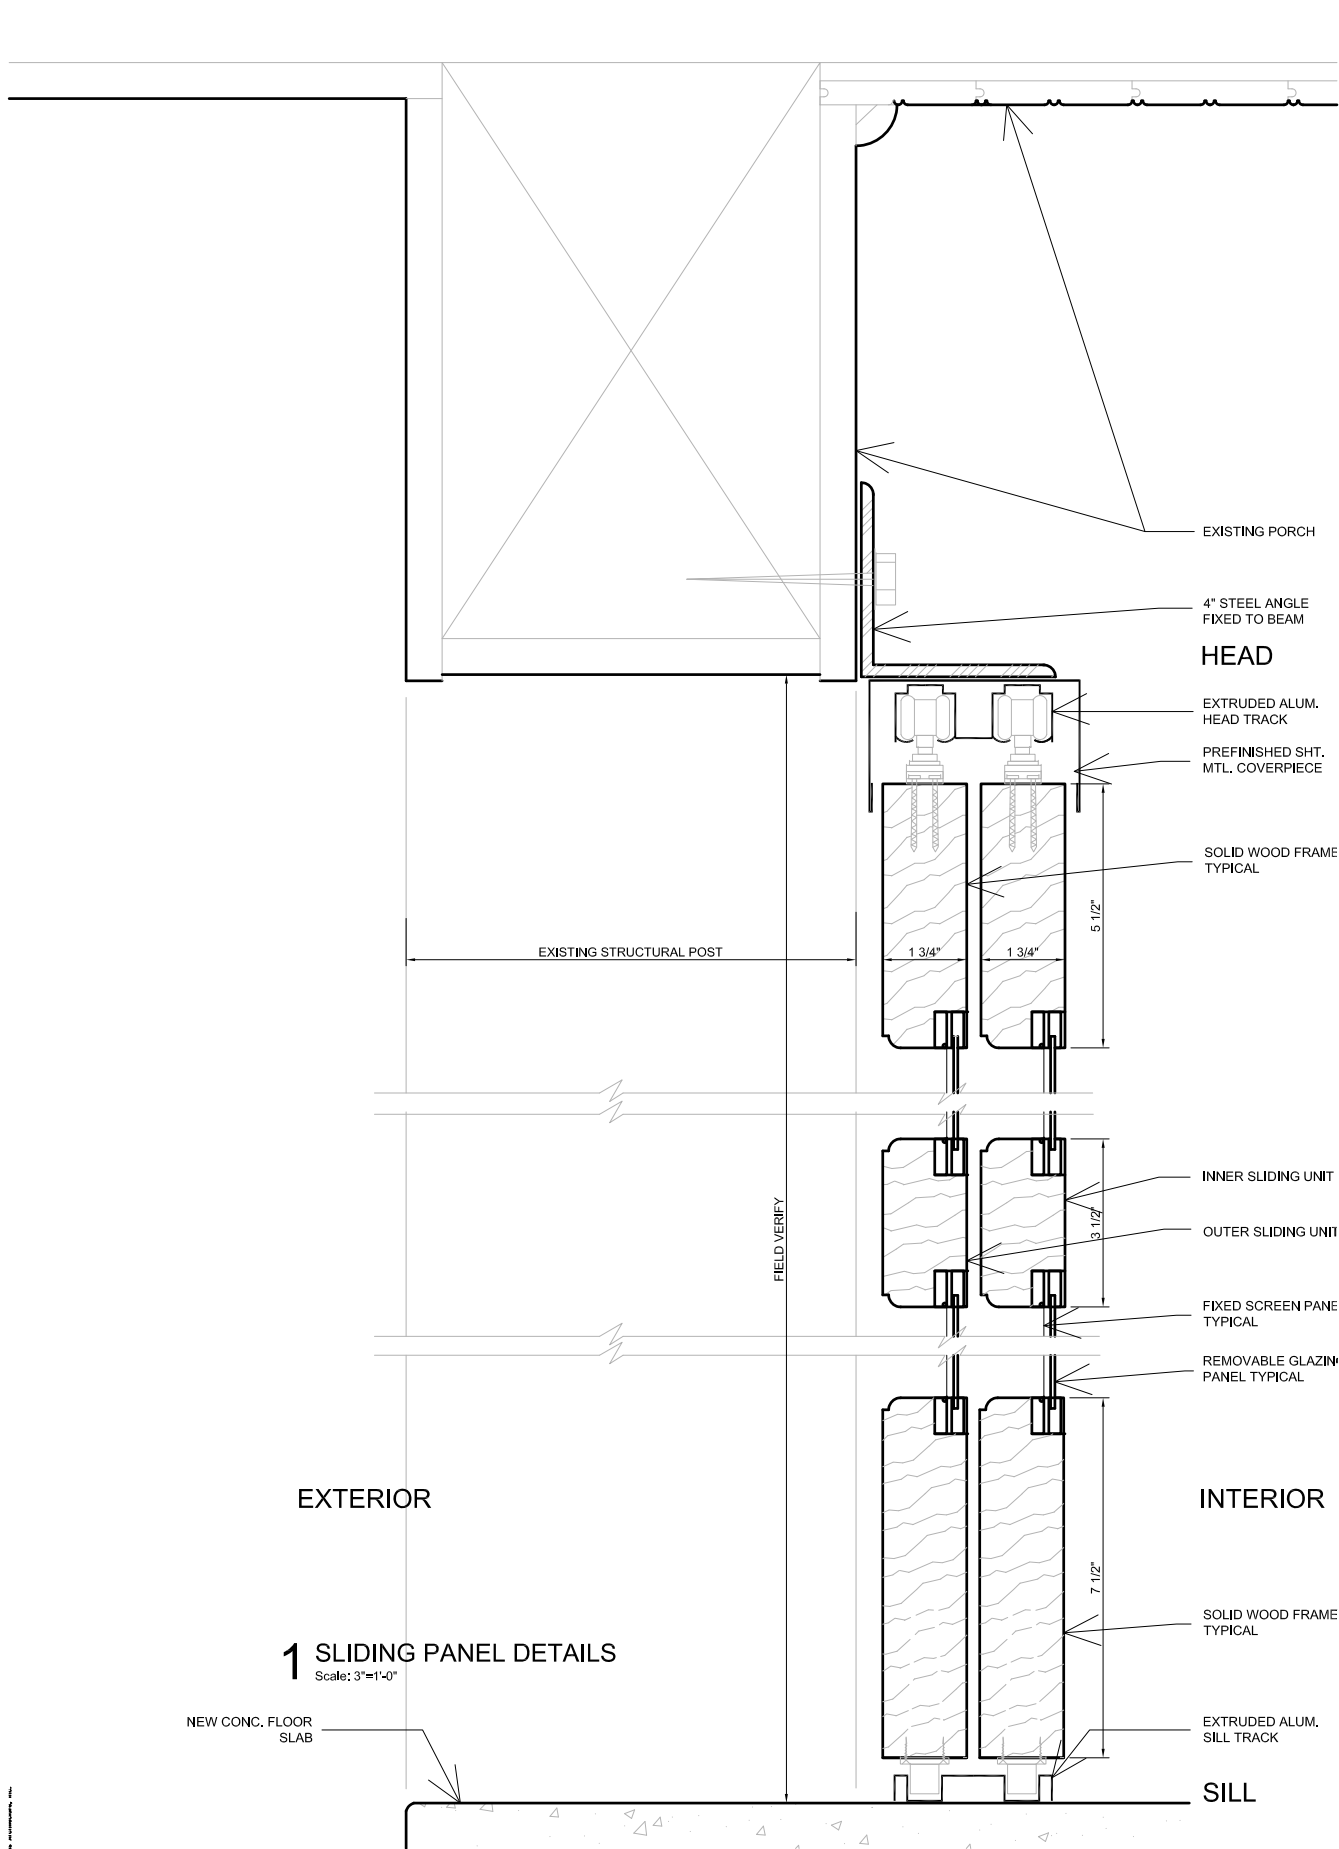 EXISTING PORCH
4" STEEL ANGLE
FIXED TO BEAM
HEAD
EXTRUDED ALUM.
HEAD TRACK
PREFINISHED SHT.
MTL. COVERPIECE
SOLID WOOD FRAME
TYPICAL
5 1/2"
EXISTING STRUCTURAL POST
1 3/4"
1 3/4"
INNER SLIDING UNIT
3 1/2"
OUTER SLIDING UNIT
FIELD VERIFY
FIXED SCREEN PANE
TYPICAL
REMOVABLE GLAZIN
PANEL TYPICAL
EXTERIOR
INTERIOR
7 1/2"
SOLID WOOD FRAME
TYPICAL
1 SLIDING PANEL DETAILS
Scale: 3"=1'-0"
NEW CONC. FLOOR
SLAB
EXTRUDED ALUM.
SILL TRACK
SILL